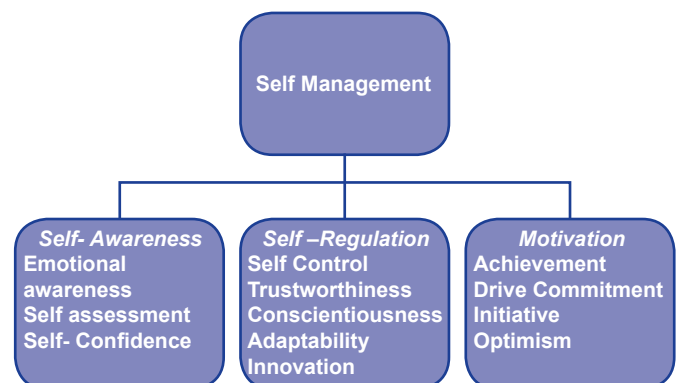 Self Management
Self- Awareness
Emotional
awareness
Self assessment
Self- Confidence
Self –Regulation
Self Control
Trustworthiness
Conscientiousness
Adaptability
Innovation
Motivation
Achievement
Drive Commitment
Initiative
Optimism